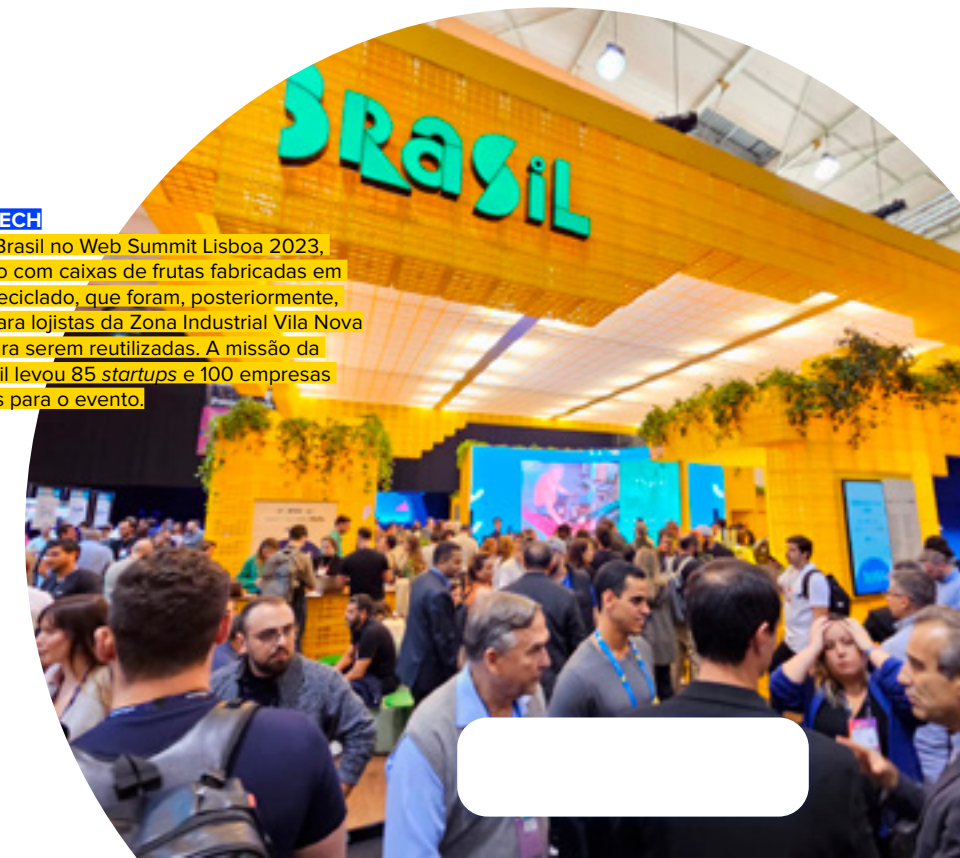 BRASIL
ECH
Brasil no Web Summit Lisboa 2023,
o com caixas de frutas fabricadas em
eciclado, que foram, posteriormente,
ara lojistas da Zona Industrial Vila Nova
ra serem reutilizadas. A missão da
il levou 85 startups e 100 empresas
s para o evento.